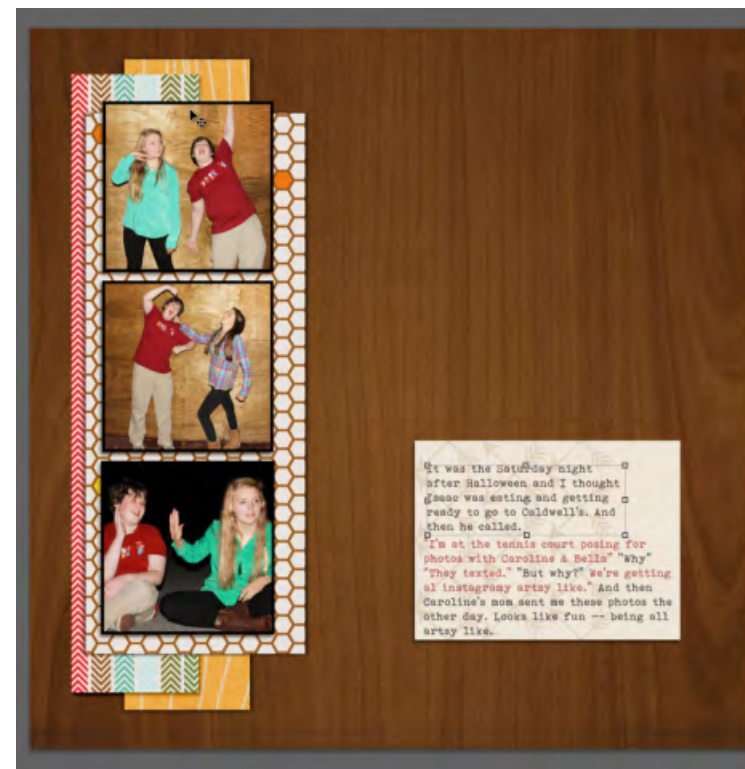 It was the Saturday night
after Halloween and I thought
Isaac was eating and getting
ready to go to Caldwell's. And
then he called.
"I'm at the tennis court posing for
photos with Caroline & Bells" "Why"
"They texted." "But why?" We're getting
al instagramy artsy like." And then
Caroline's mom sent me these photos the
other day. Looks like fun -- being all
artsy like.